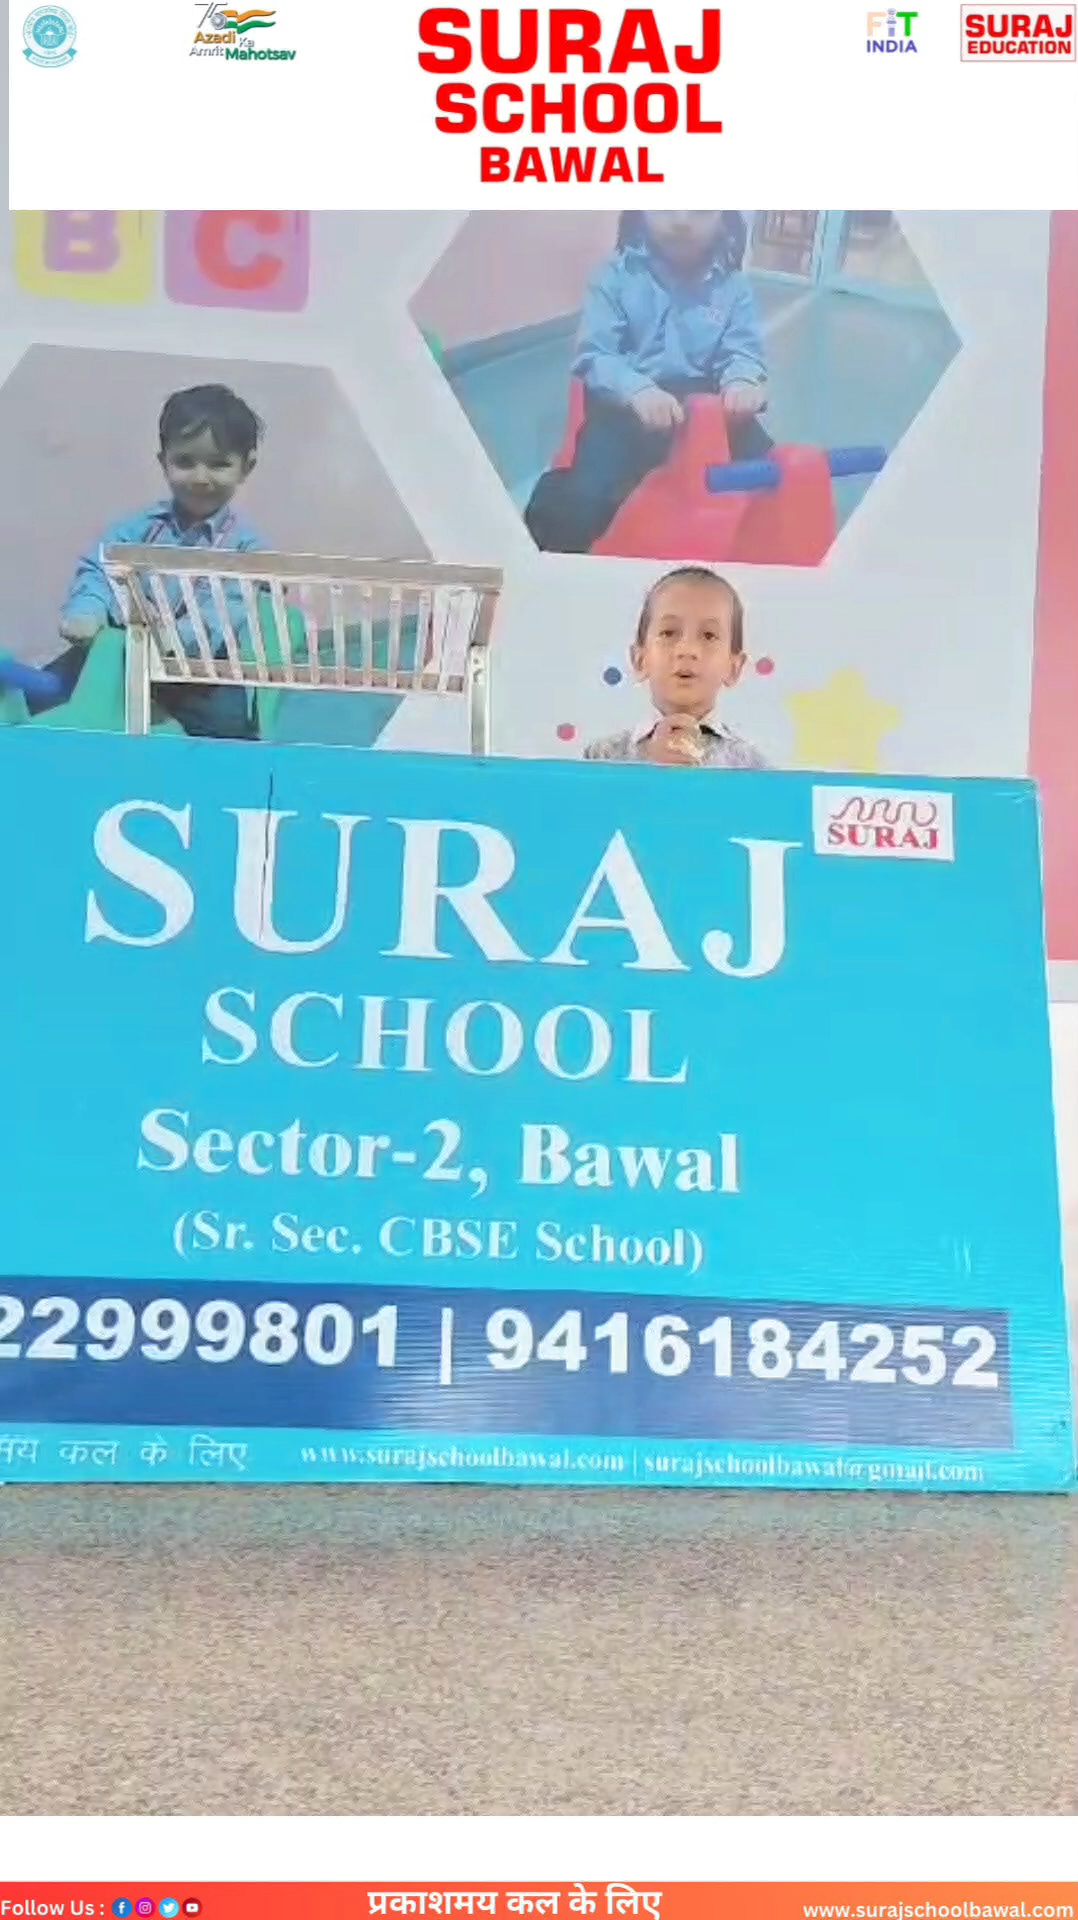 75
Azadi Ka
Amrit Mahotsav
SURAJ
SCHOOL
BAWAL
FIT
INDIA
SURAJ
EDUCATION
B C
SURAJ
SURAJ
SCHOOL
Sector-2, Bawal
(Sr. Sec. CBSE School)
22999801 | 9416184252
मय कल के लिए www.surajschoolbawal.com | surajschoolbawal@gmail.com
Follow Us :
प्रकाशमय कल के लिए
www.surajschoolbawal.com